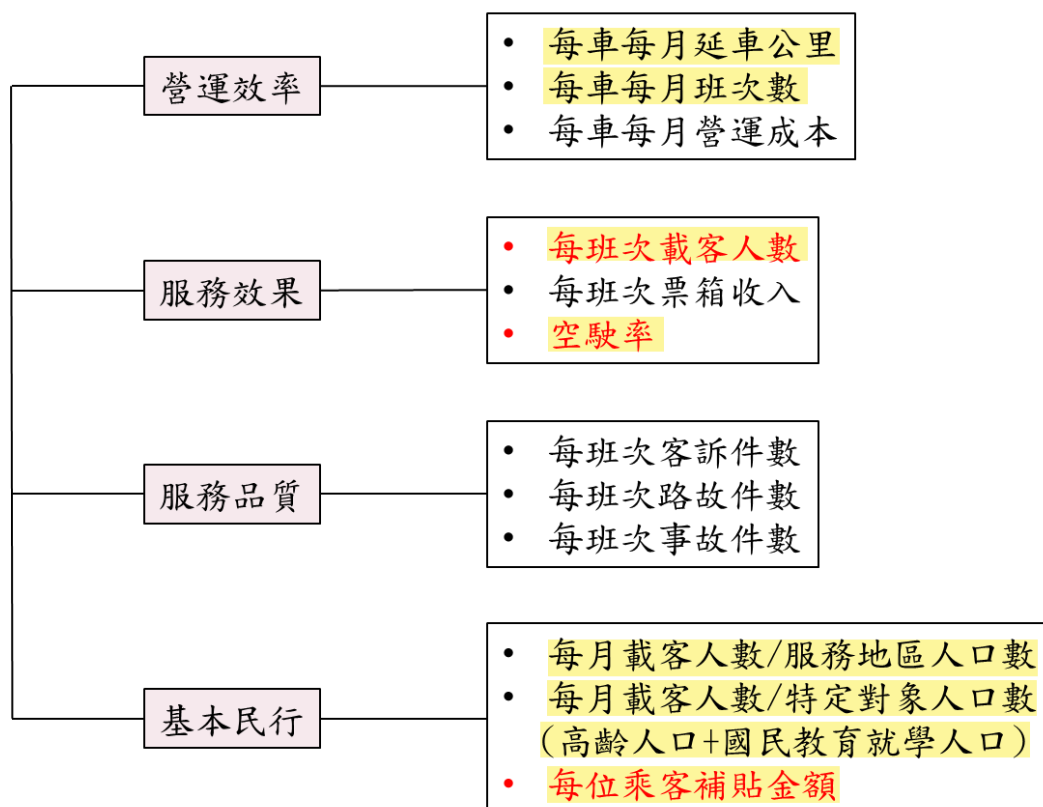 營運效率
• 每車每月延車公里
• 每車每月班次數
• 每車每月營運成本
服務效果
• 每班次載客人數
• 每班次票箱收入
• 空駛率
服務品質
• 每班次客訴件數
• 每班次路故件數
• 每班次事故件數
基本民行
• 每月載客人數/服務地區人口數
• 每月載客人數/特定對象人口數
(高齡人口+國民教育就學人口)
• 每位乘客補貼金額